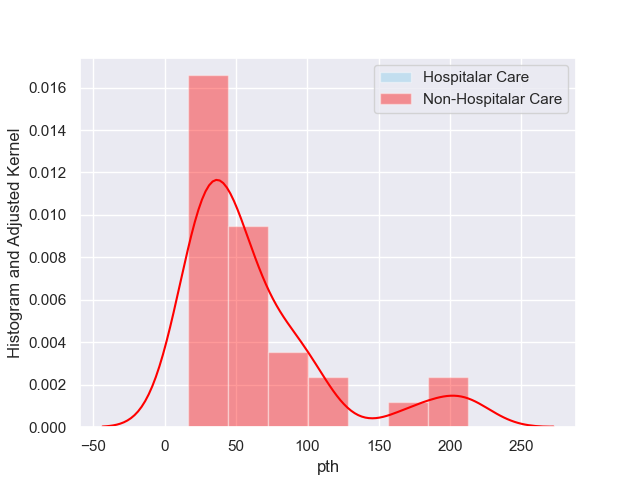 Hospitalar Care
Non-Hospitalar Care
Histogram and Adjusted Kernel
0.016
0.014
0.012
0.010
0.008
0.006
0.004
0.002
0.000
−50 0 50 100 150 200 250
pth